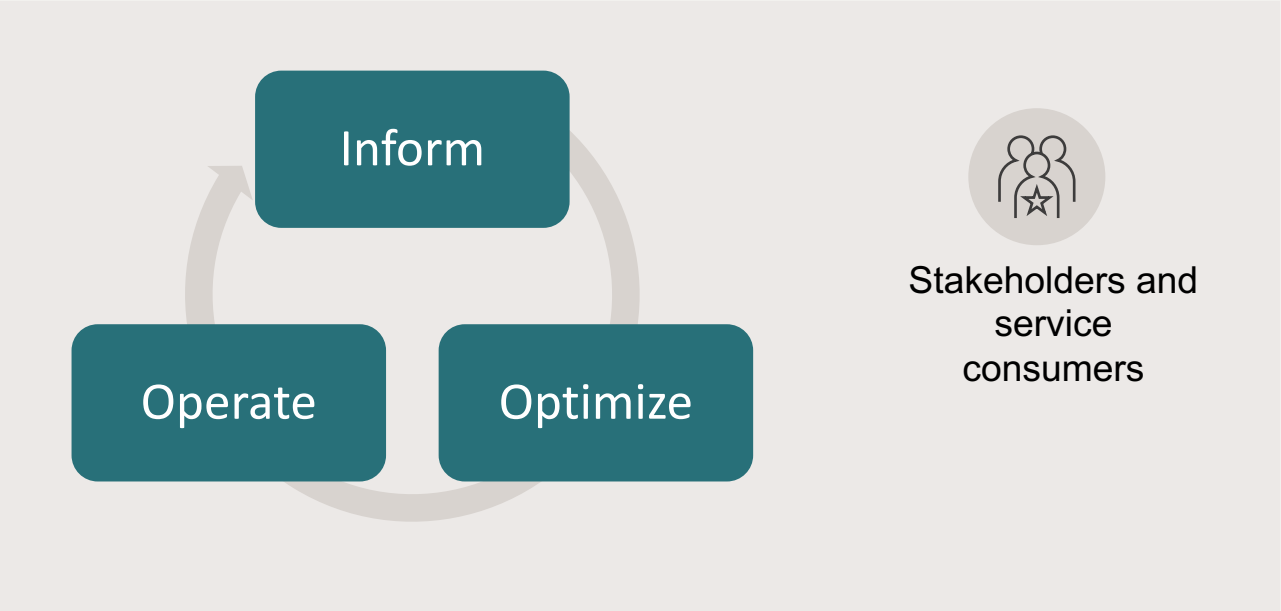 Inform
Operate
Optimize
Stakeholders and
service
consumers